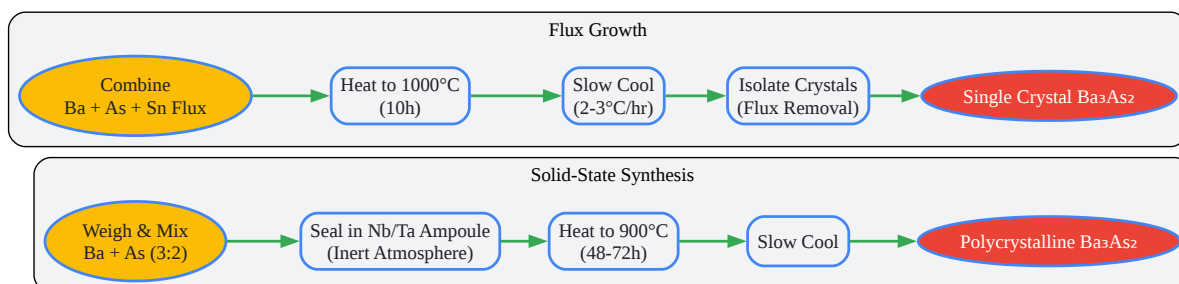 Flux Growth
Combine
Ba + As + Sn Flux
Heat to 1000°C
(10h)
Slow Cool
(2-3°C/hr)
Isolate Crystals
(Flux Removal)
Single Crystal Ba₃As₂
Solid-State Synthesis
Weigh & Mix
Ba + As (3:2)
Seal in Nb/Ta Ampoule
(Inert Atmosphere)
Heat to 900°C
(48-72h)
Slow Cool
Polycrystalline Ba₃As₂